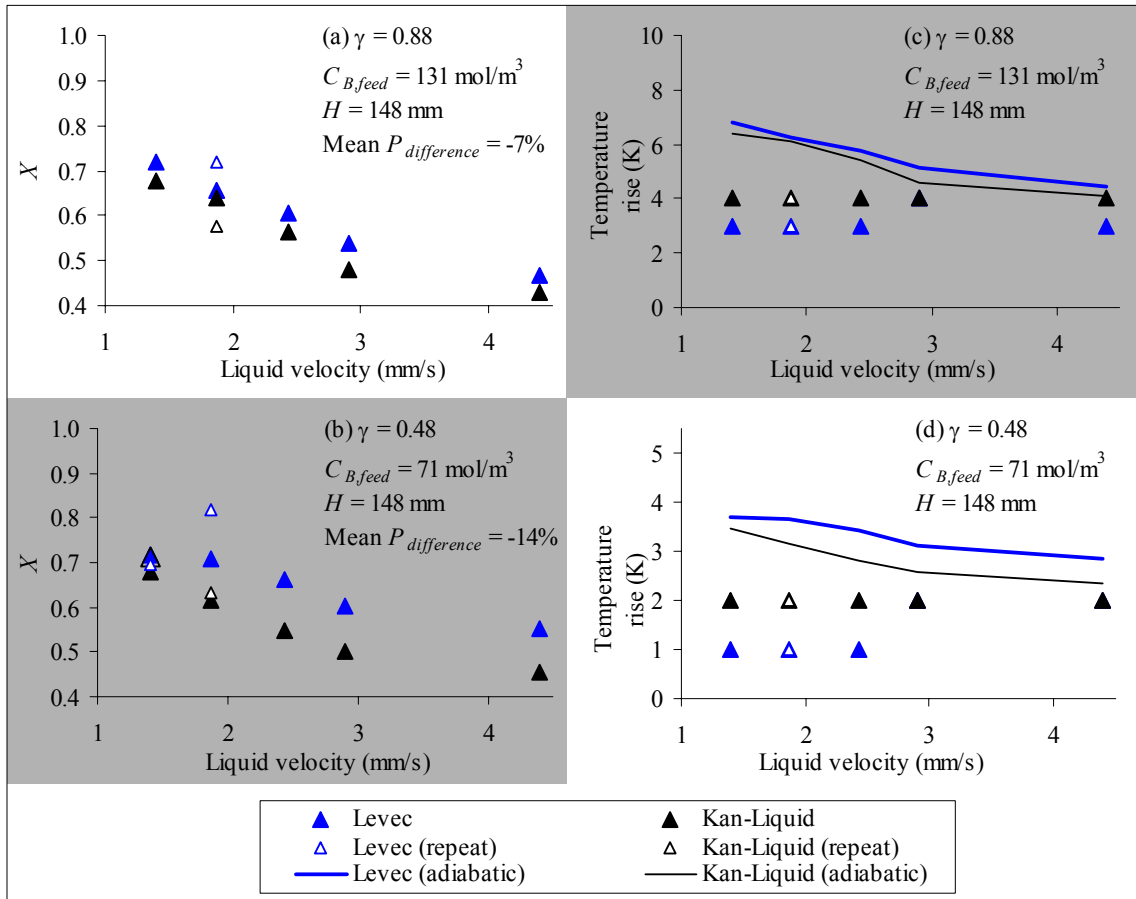 1.0
0.9
0.8
0.7
0.6
0.5
0.4
X
1 2 3 4
Liquid velocity (mm/s)
(a) γ = 0.88
C B,feed = 131 mol/m³
H = 148 mm
Mean P difference = -7%
10
8
6
4
2
0
Temperature
rise (K)
1 2 3 4
Liquid velocity (mm/s)
(c) γ = 0.88
C B,feed = 131 mol/m³
H = 148 mm
1.0
0.9
0.8
0.7
0.6
0.5
0.4
X
1 2 3 4
Liquid velocity (mm/s)
(b) γ = 0.48
C B,feed = 71 mol/m³
H = 148 mm
Mean P difference = -14%
5
4
3
2
1
0
Temperature
rise (K)
1 2 3 4
Liquid velocity (mm/s)
(d) γ = 0.48
C B,feed = 71 mol/m³
H = 148 mm
Levec
Kan-Liquid
Levec (repeat)
Kan-Liquid (repeat)
Levec (adiabatic)
Kan-Liquid (adiabatic)